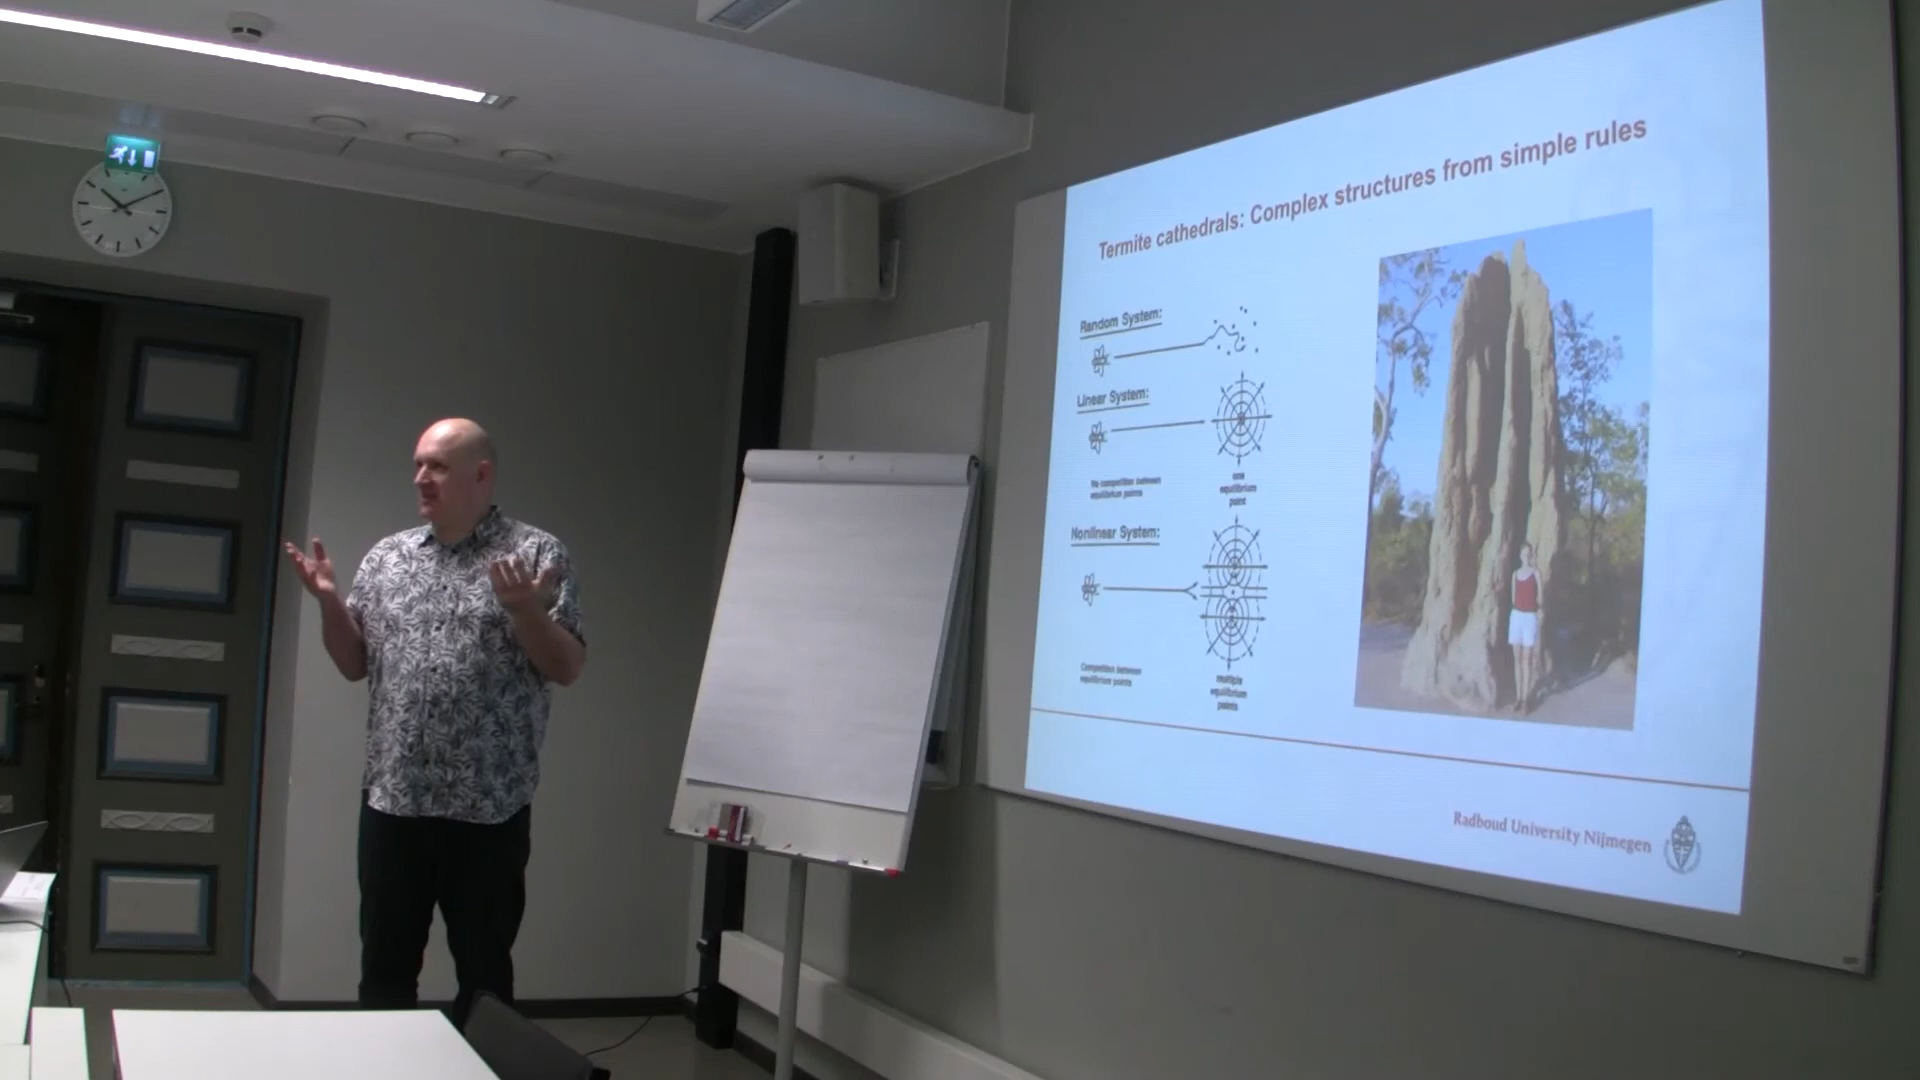 Termite cathedrals: Complex structures from simple rules
Random System:
Linear System:
No competition between
equilibrium points
one
equilibrium
point
Nonlinear System:
Competition between
equilibrium points
multiple
equilibrium
points
Radboud University Nijmegen